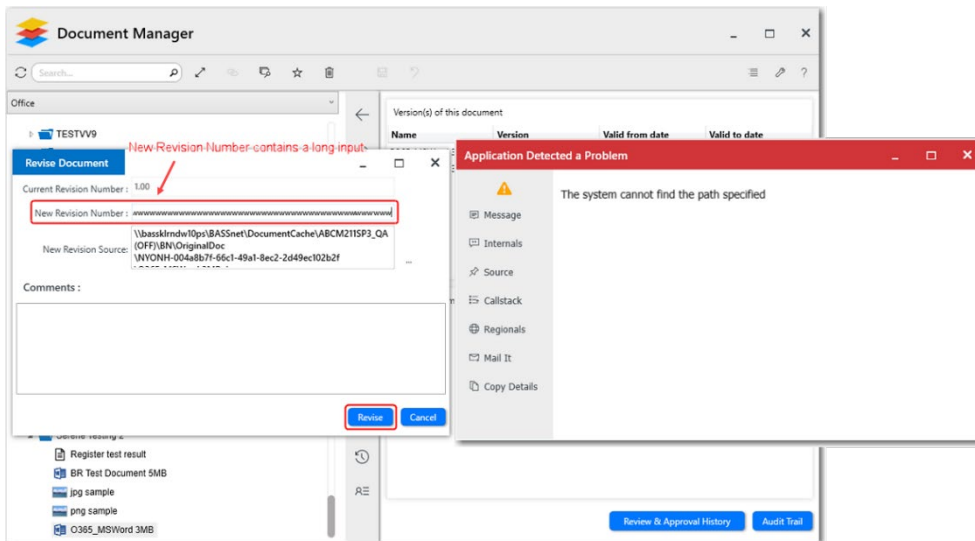 Document Manager
Search...
Office
TESTVV9
Version(s) of this document
Name Version Valid from date Valid to date
New Revision Number contains a long input
Revise Document
Current Revision Number : 1.00
New Revision Number :
New Revision Source: \\bassklrndw10ps\BASSnet\DocumentCache\ABCM211SP3_QA
(OFF)\BN\OriginalDoc
\NYONH-004a8b7f-66c1-49a1-8ec2-2d49ec102b2f
Comments :
Revise Cancel
Application Detected a Problem
The system cannot find the path specified
Message
Internals
Source
Callstack
Regionals
Mail It
Copy Details
Serene Testing 2
Register test result
BR Test Document 5MB
jpg sample
png sample
O365_MSWord 3MB
Review & Approval History Audit Trail